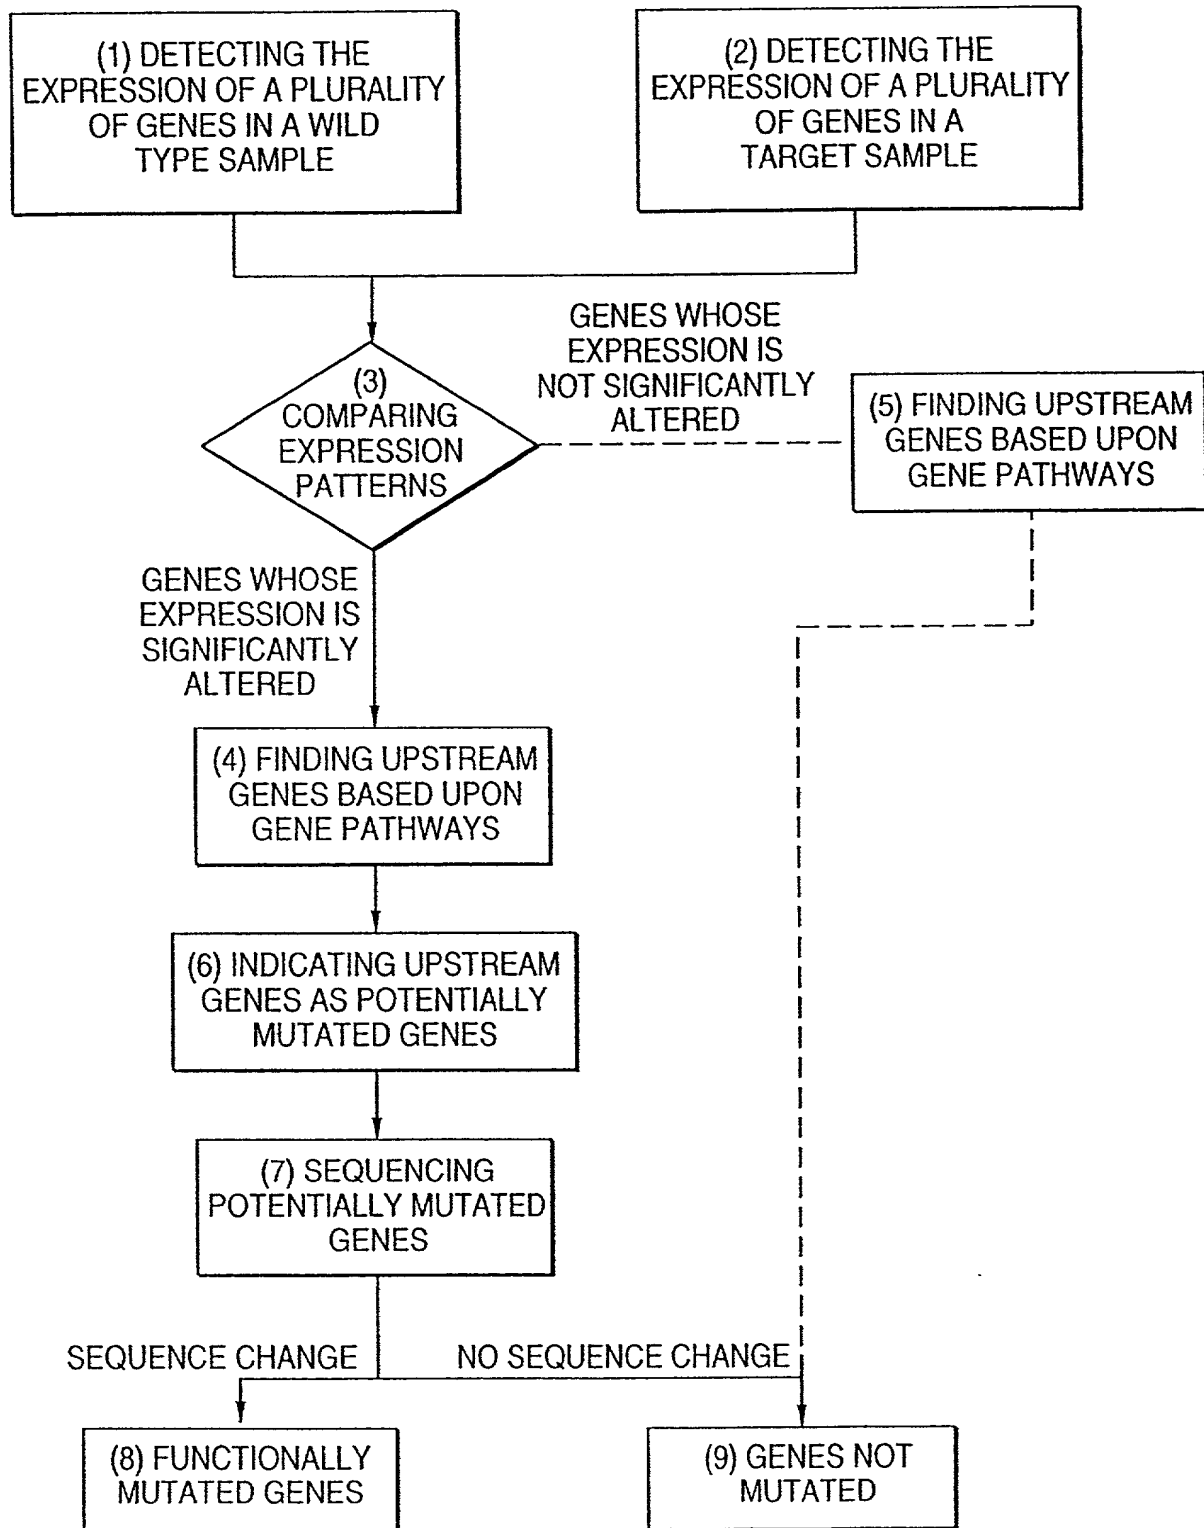 (1) DETECTING THE
EXPRESSION OF A PLURALITY
OF GENES IN A WILD
TYPE SAMPLE
(2) DETECTING THE
EXPRESSION OF A PLURALITY
OF GENES IN A
TARGET SAMPLE
(3)
COMPARING
EXPRESSION
PATTERNS
GENES WHOSE
EXPRESSION IS
NOT SIGNIFICANTLY
ALTERED
(5) FINDING UPSTREAM
GENES BASED UPON
GENE PATHWAYS
GENES WHOSE
EXPRESSION IS
SIGNIFICANTLY
ALTERED
(4) FINDING UPSTREAM
GENES BASED UPON
GENE PATHWAYS
(6) INDICATING UPSTREAM
GENES AS POTENTIALLY
MUTATED GENES
(7) SEQUENCING
POTENTIALLY MUTATED
GENES
SEQUENCE CHANGE
NO SEQUENCE CHANGE
(8) FUNCTIONALLY
MUTATED GENES
(9) GENES NOT
MUTATED